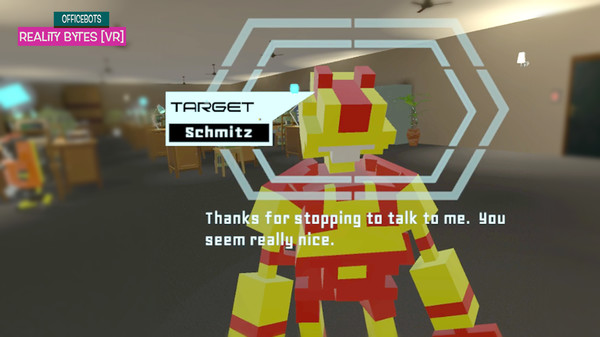 OFFICEBOTS
REALITY BYTES [VR]
TARGET
Schmitz
Thanks for stopping to talk to me. You
seem really nice.